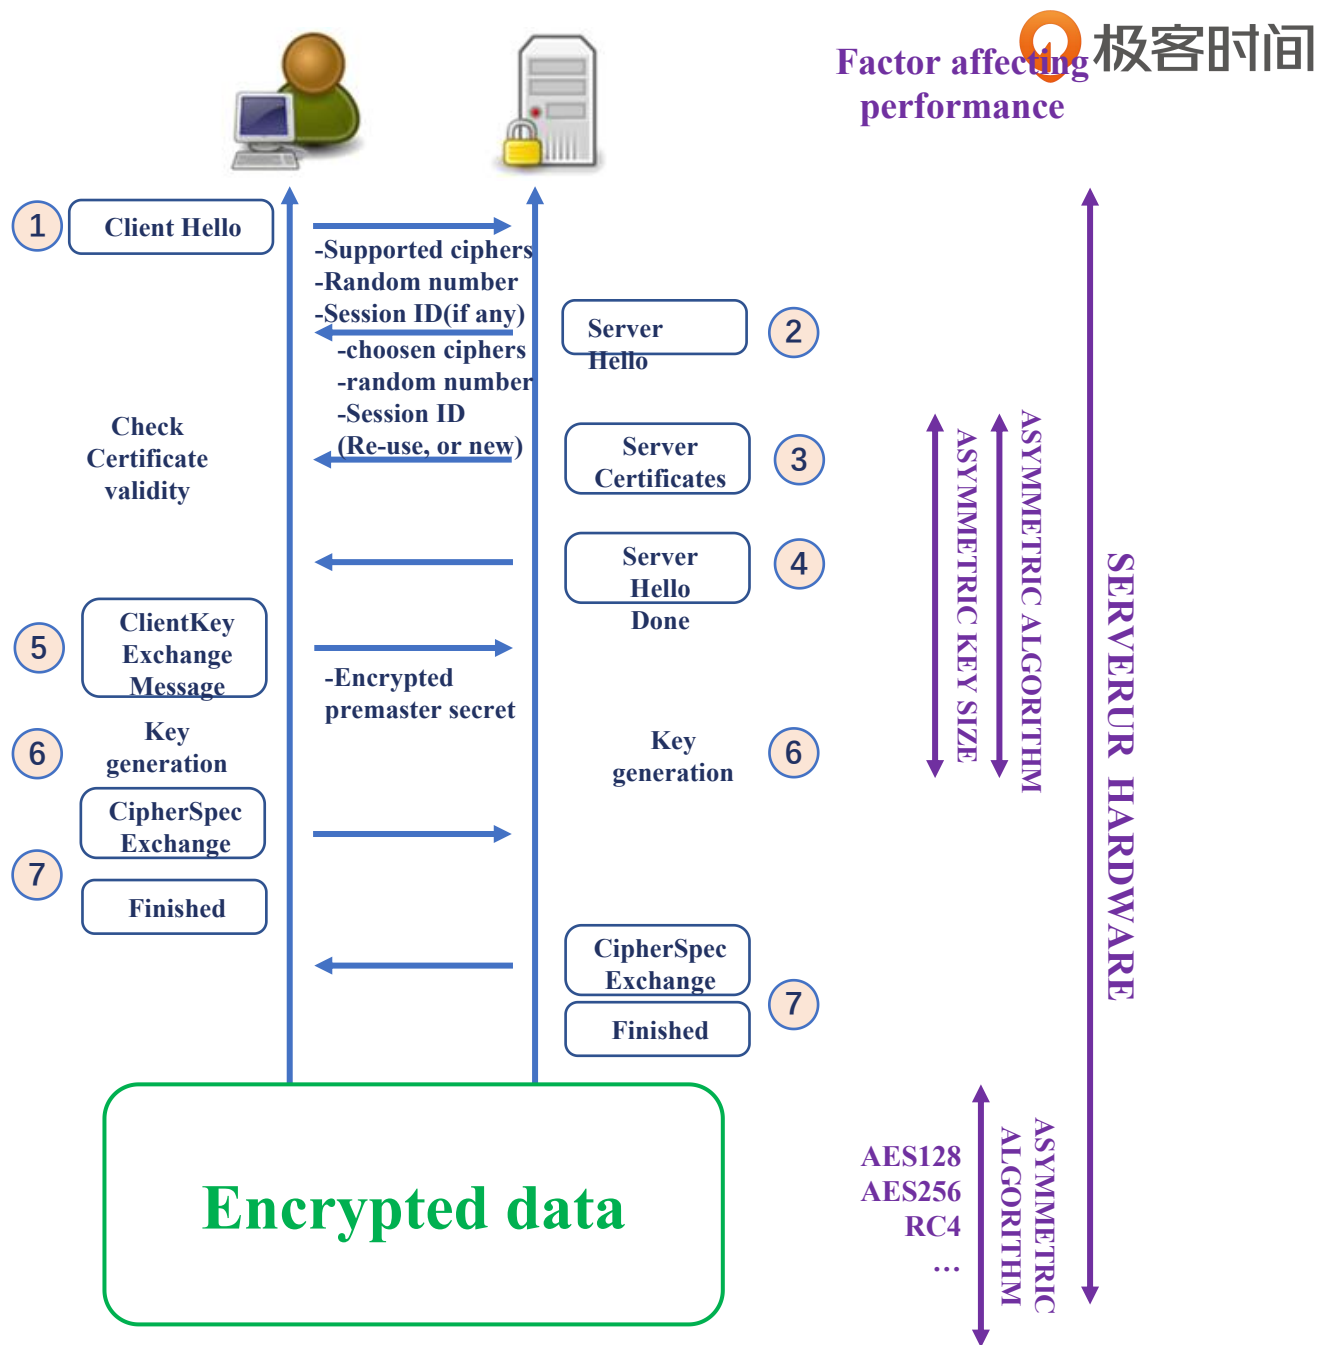 极客时间
Factor affecting
performance
1
Client Hello
-Supported ciphers
-Random number
-Session ID(if any)
Server
Hello
2
-choosen ciphers
-random number
-Session ID
(Re-use, or new)
Check
Certificate
validity
Server
Certificates
3
Server
Hello
Done
4
5
ClientKey
Exchange
Message
-Encrypted
premaster secret
6
Key
generation
Key
generation
6
CipherSpec
Exchange
7
Finished
CipherSpec
Exchange
7
Finished
ASYMMETRIC KEY SIZE
ASYMMETRIC ALGORITHM
SERVERUR HARDWARE
Encrypted data
AES128
AES256
RC4
...
ASYMMETRIC
ALGORITHM